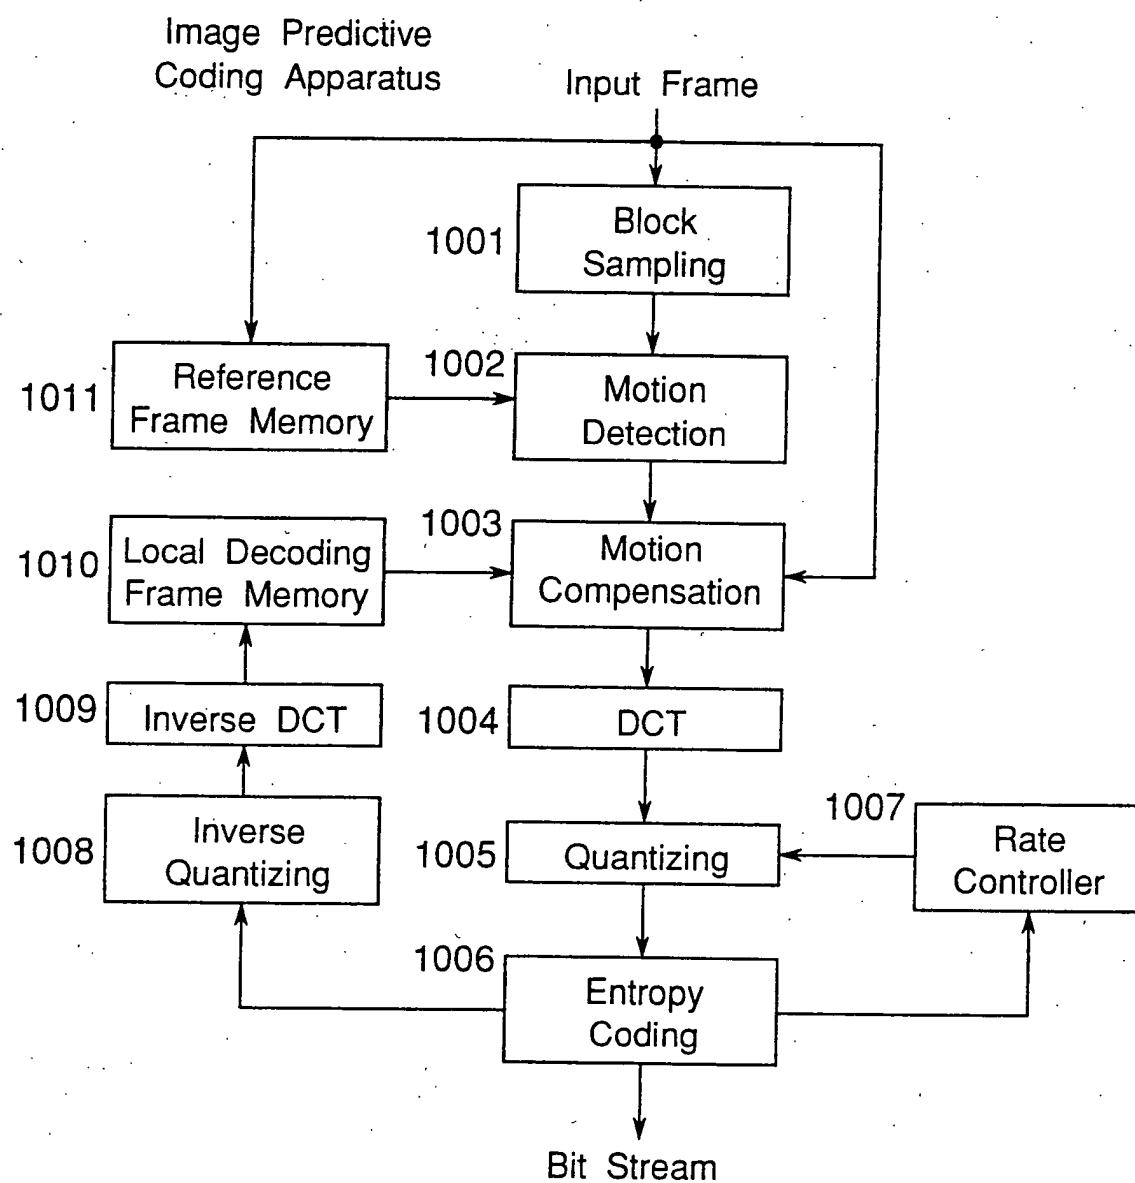 Image Predictive
Coding Apparatus
Input Frame
1001
Block
Sampling
1011
Reference
Frame Memory
1002
Motion
Detection
1010
Local Decoding
Frame Memory
1003
Motion
Compensation
1009
Inverse DCT
1004
DCT
1008
Inverse
Quantizing
1005
Quantizing
1007
Rate
Controller
1006
Entropy
Coding
Bit Stream